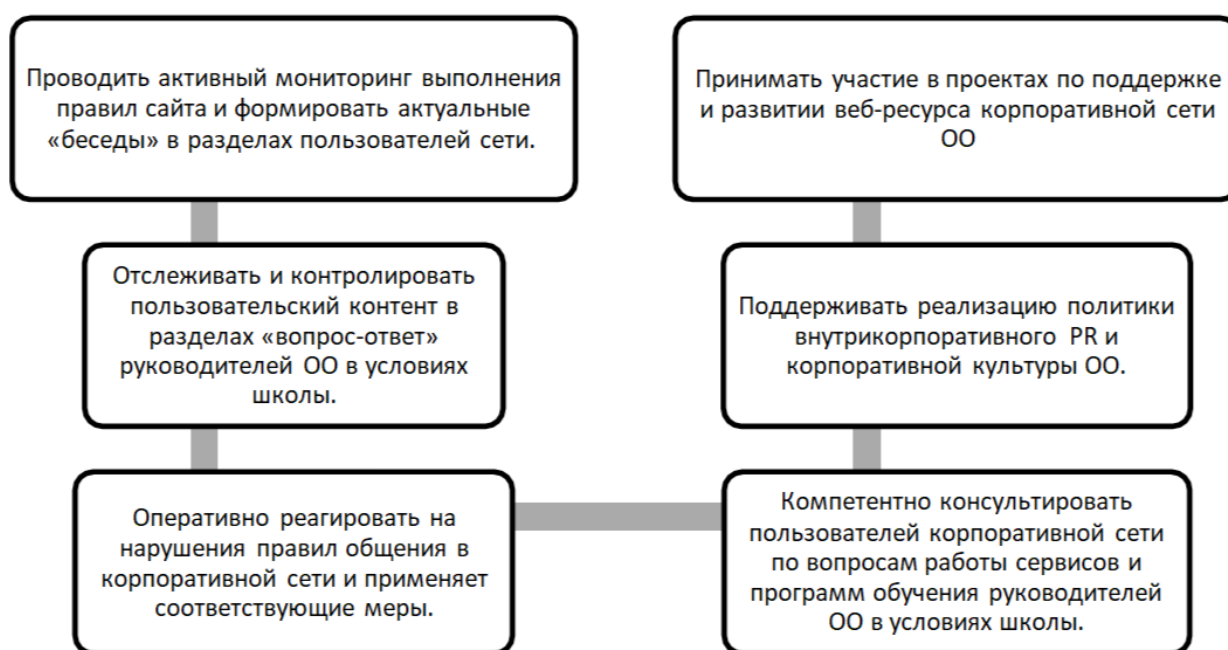 Проводить активный мониторинг выполнения
правил сайта и формировать актуальные
«беседы» в разделах пользователей сети.
Отслеживать и контролировать
пользовательский контент в
разделах «вопрос-ответ»
руководителей ОО в условиях
школы.
Оперативно реагировать на
нарушения правил общения в
корпоративной сети и применяет
соответствующие меры.
Компетентно консультировать
пользователей корпоративной сети
по вопросам работы сервисов и
программ обучения руководителей
ОО в условиях школы.
Поддерживать реализацию политики
внутрикорпоративного PR и
корпоративной культуры ОО.
Принимать участие в проектах по поддержке
и развитии веб-ресурса корпоративной сети
ОО